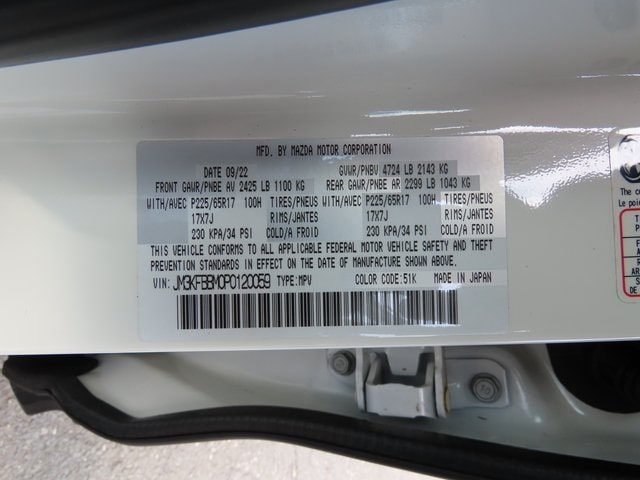 MFD. BY MAZDA MOTOR CORPORATION
DATE 09/22 GVWR/PNBV 4724 LB 2143 KG
FRONT GAWR/PNBE AV 2425 LB 1100 KG REAR GAWR/PNBE AR 2299 LB 1043 KG
WITH/AVEC P225/65R17 100H TIRES/PNEUS WITH/AVEC P225/65R17 100H TIRES/PNEUS
17X7J RIMS/JANTES 17X7J RIMS/JANTES
230 KPA/34 PSI COLD/A FROID 230 KPA/34 PSI COLD/A FROID
THIS VEHICLE CONFORMS TO ALL APPLICABLE FEDERAL MOTOR VEHICLE SAFETY AND THEFT
PREVENTION STANDARDS IN EFFECT ON THE DATE OF MANUFACTURE SHOWN ABOVE.
VIN: JM3KFBBM0P0120059 TYPE:MPV COLOR CODE:51K MADE IN JAPAN
The co
Le poi